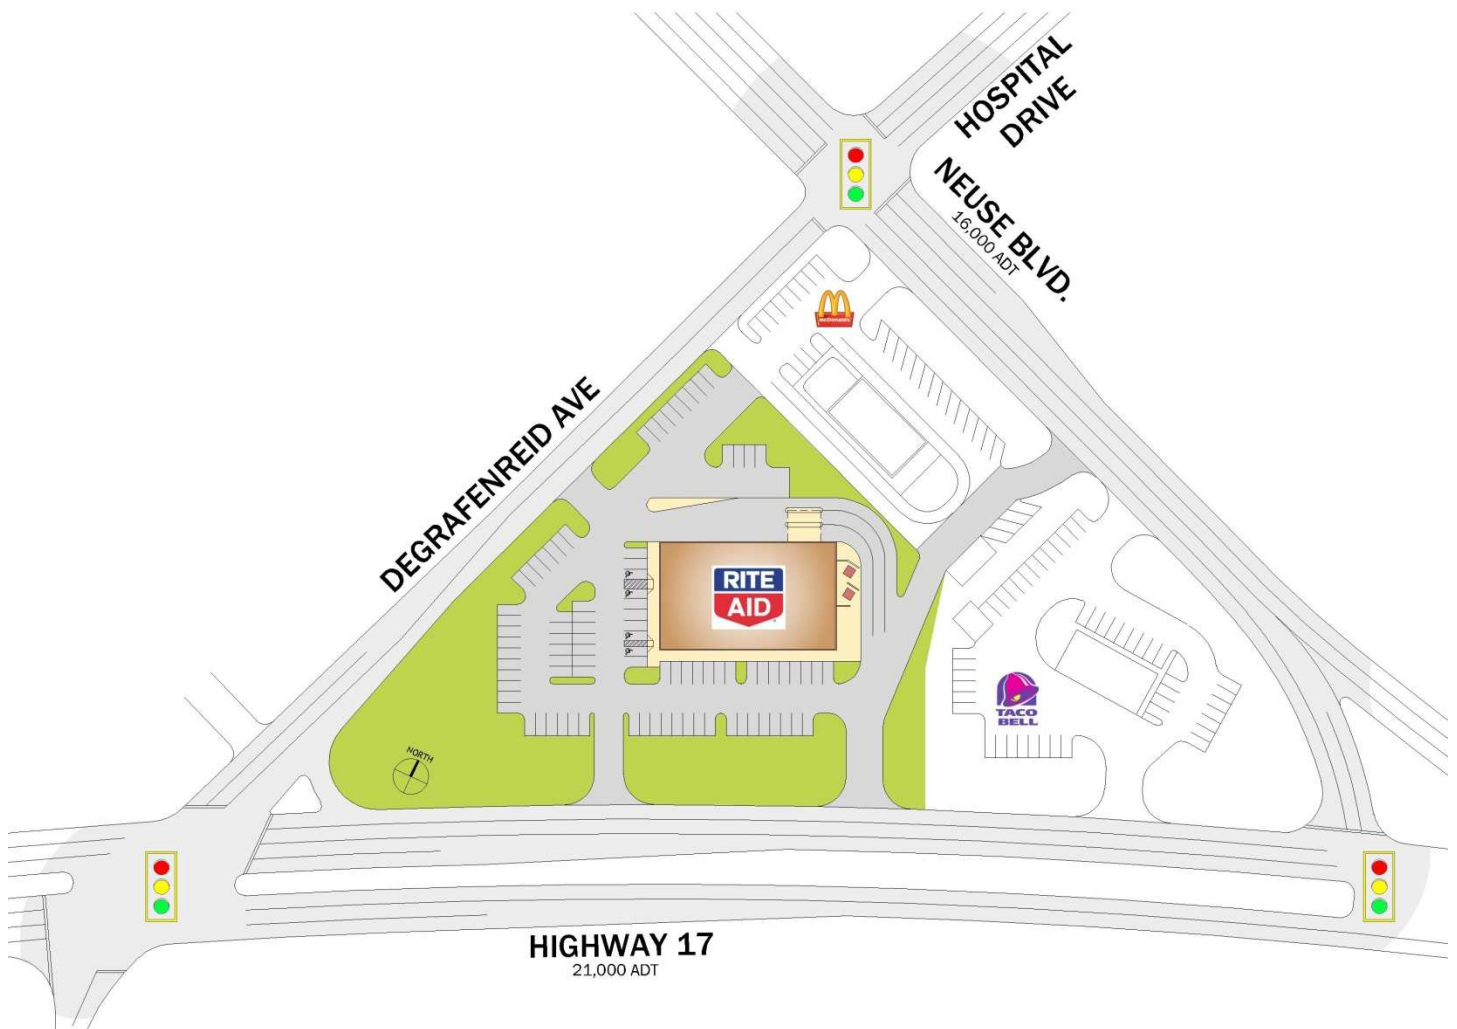 HOSPITAL
DRIVE
NEUSE BLVD.
16,000 ADT
McDonald's
DEGRAFENREID AVE
RITE
AID
TACO
BELL
NORTH
HIGHWAY 17
21,000 ADT